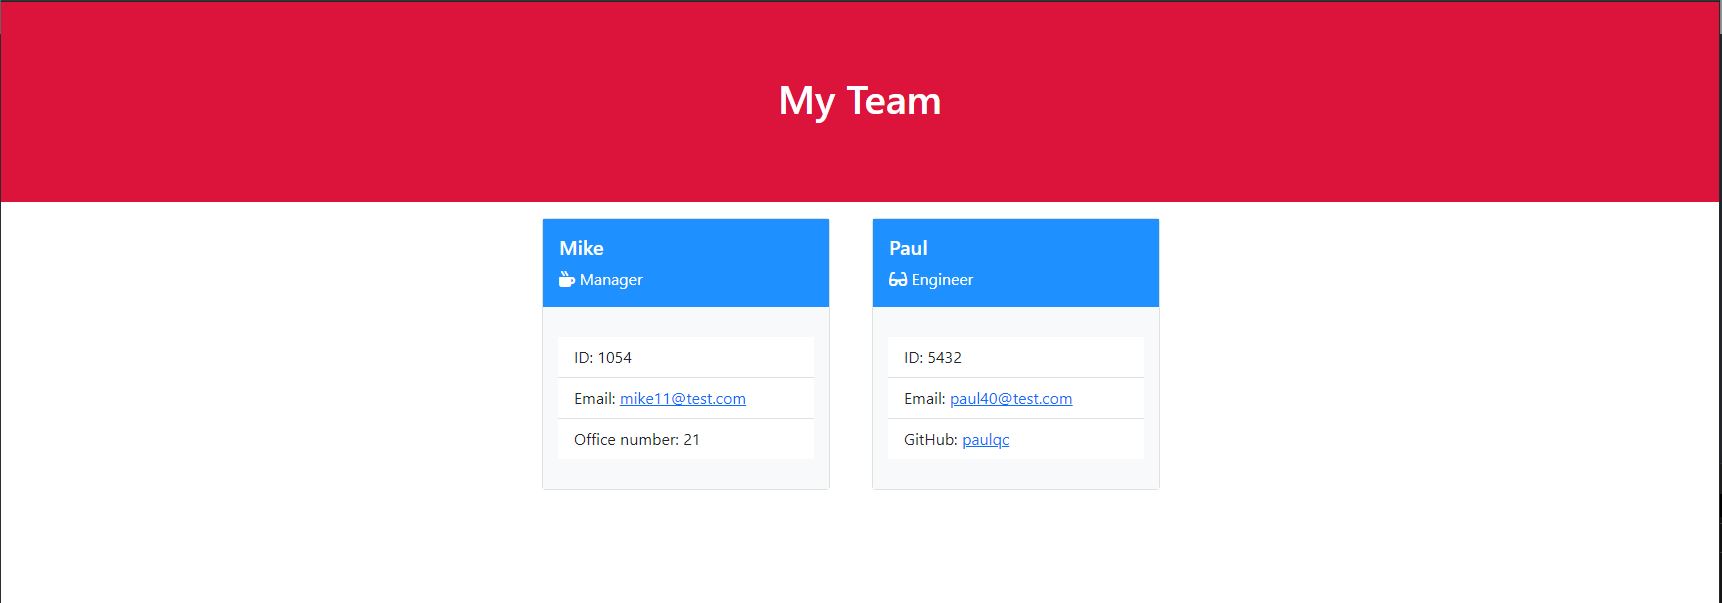 My Team
Mike
Manager
ID: 1054
Email: mike11@test.com
Office number: 21
Paul
Engineer
ID: 5432
Email: paul40@test.com
GitHub: paulqc